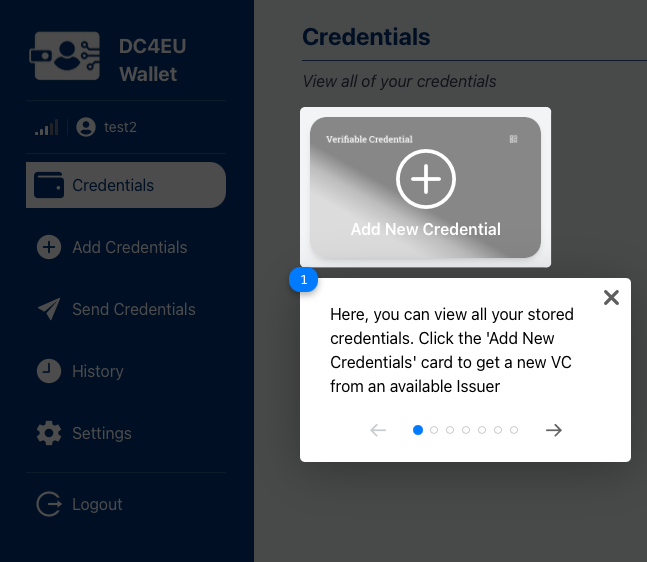 DC4EU
Wallet
test2
Credentials
Add Credentials
Send Credentials
History
Settings
Logout
Credentials
View all of your credentials
Verifiable Credential
Add New Credential
1
Here, you can view all your stored
credentials. Click the 'Add New
Credentials' card to get a new VC
from an available Issuer